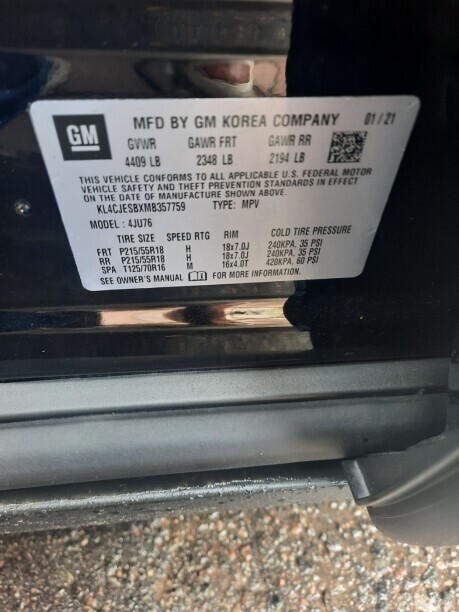 GM
MFD BY GM KOREA COMPANY 01/21
GVWR GAWR FRT GAWR RR
4409 LB 2348 LB 2194 LB
THIS VEHICLE CONFORMS TO ALL APPLICABLE U.S. FEDERAL MOTOR
VEHICLE SAFETY AND THEFT PREVENTION STANDARDS IN EFFECT
ON THE DATE OF MANUFACTURE SHOWN ABOVE.
KL4CJESBXMB357759 TYPE: MPV
MODEL: 4JU76
TIRE SIZE SPEED RTG RIM COLD TIRE PRESSURE
FRT P215/55R18 H 18x7.0J 240KPA, 35 PSI
RR P215/55R18 H 18x7.0J 240KPA, 35 PSI
SPA T125/70R16 M 16x4.0T 420KPA, 60 PSI
SEE OWNER'S MANUAL FOR MORE INFORMATION